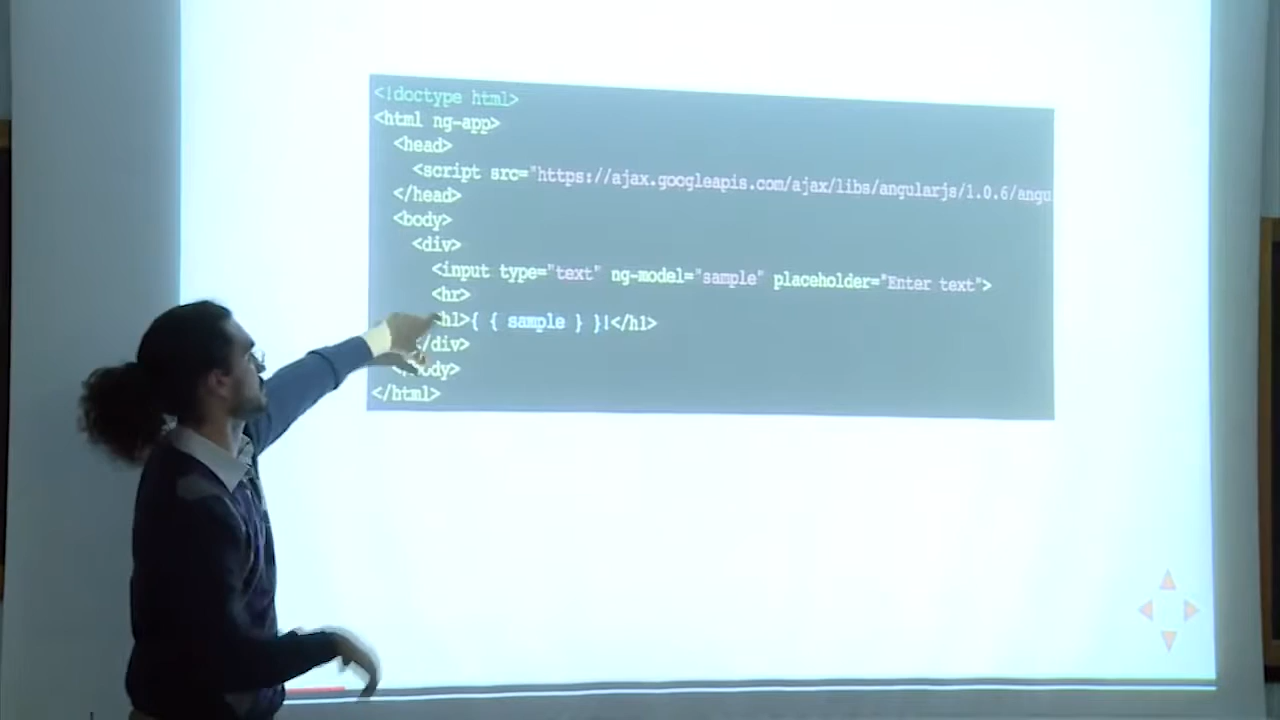 <!doctype html>
<html ng-app>
<head>
<script src="https://ajax.googleapis.com/ajax/libs/angularjs/1.0.6/angu
</head>
<body>
<div>
<input type="text" ng-model="sample" placeholder="Enter text">
<hr>
h1>{ { sample } }!</h1>
/div>
</body>
</html>